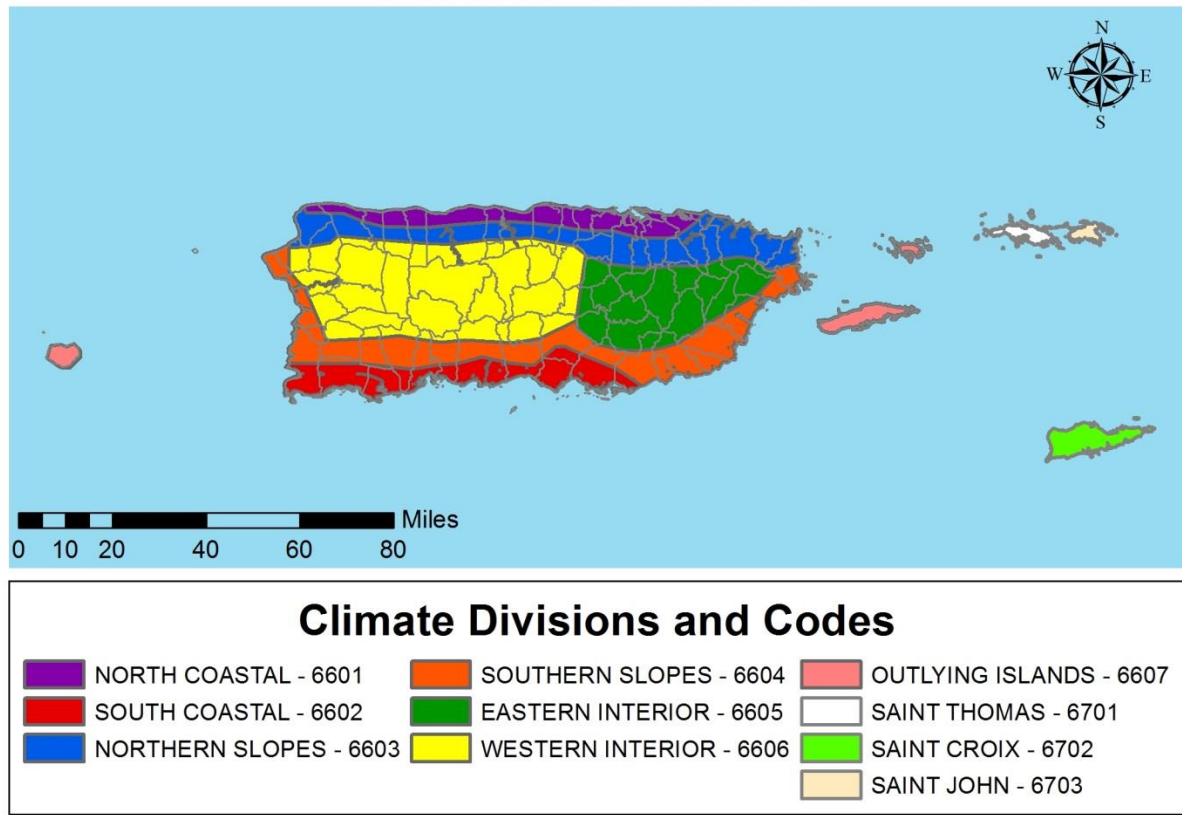 N
W E
S
Miles
0 10 20 40 60 80
Climate Divisions and Codes
NORTH COASTAL - 6601
SOUTH COASTAL - 6602
NORTHERN SLOPES - 6603
SOUTHERN SLOPES - 6604
EASTERN INTERIOR - 6605
WESTERN INTERIOR - 6606
OUTLYING ISLANDS - 6607
SAINT THOMAS - 6701
SAINT CROIX - 6702
SAINT JOHN - 6703